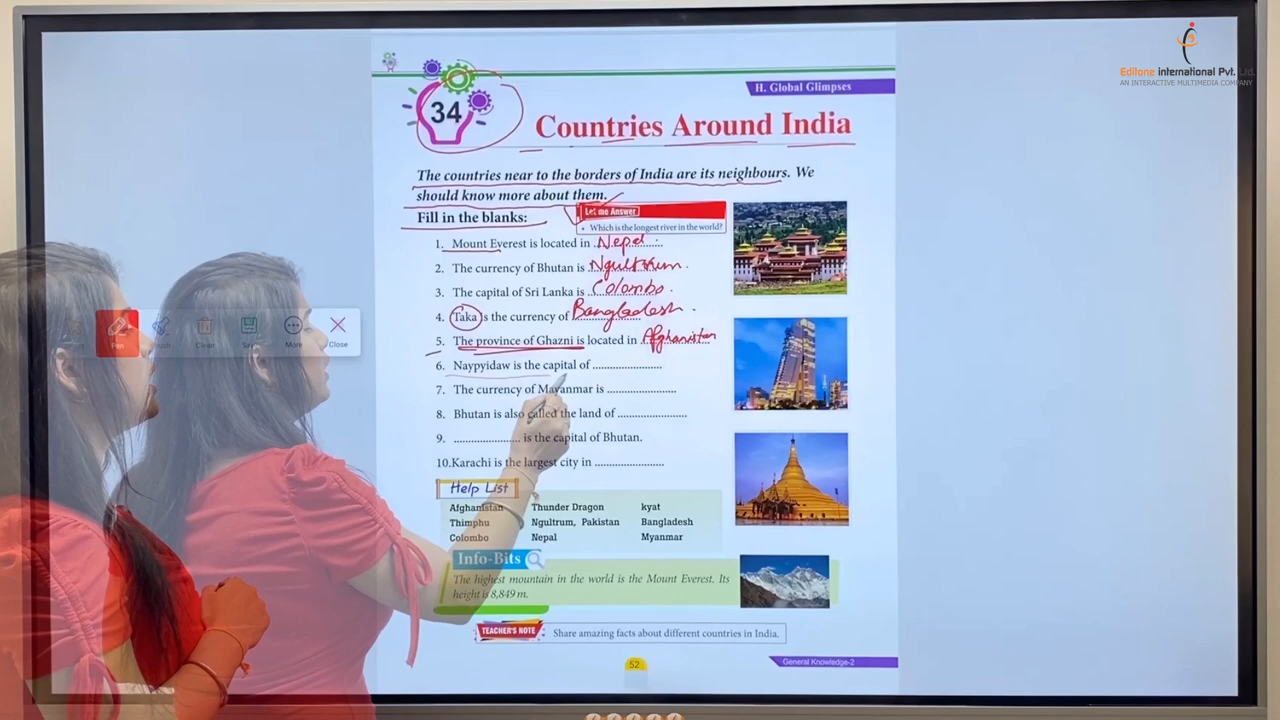 Editone international Pvt. Ltd.
AN INTERACTIVE MULTIMEDIA COMPANY
H. Global Glimpses
34
Countries Around India
The countries near to the borders of India are its neighbours. We
should know more about them.
Let me Answer
Fill in the blanks:
• Which is the longest river in the world?
1. Mount Everest is located in Nepal
2. The currency of Bhutan is Ngultrum.
3. The capital of Sri Lanka is Colombo.
4. Taka is the currency of Bangladesh.
5. The province of Ghazni is located in Afghanistan
6. Naypyidaw is the capital of ......................
7. The currency of Mayanmar is ......................
8. Bhutan is also called the land of ......................
9. ...................... is the capital of Bhutan.
10.Karachi is the largest city in ......................
Pen
Clear
More
Close
Help List
Afghanistan Thunder Dragon kyat
Thimphu Ngultrum, Pakistan Bangladesh
Colombo Nepal Myanmar
Info-Bits
The highest mountain in the world is the Mount Everest. Its
height is 8,849 m.
TEACHER'S NOTE Share amazing facts about different countries in India.
52
General Knowledge-2